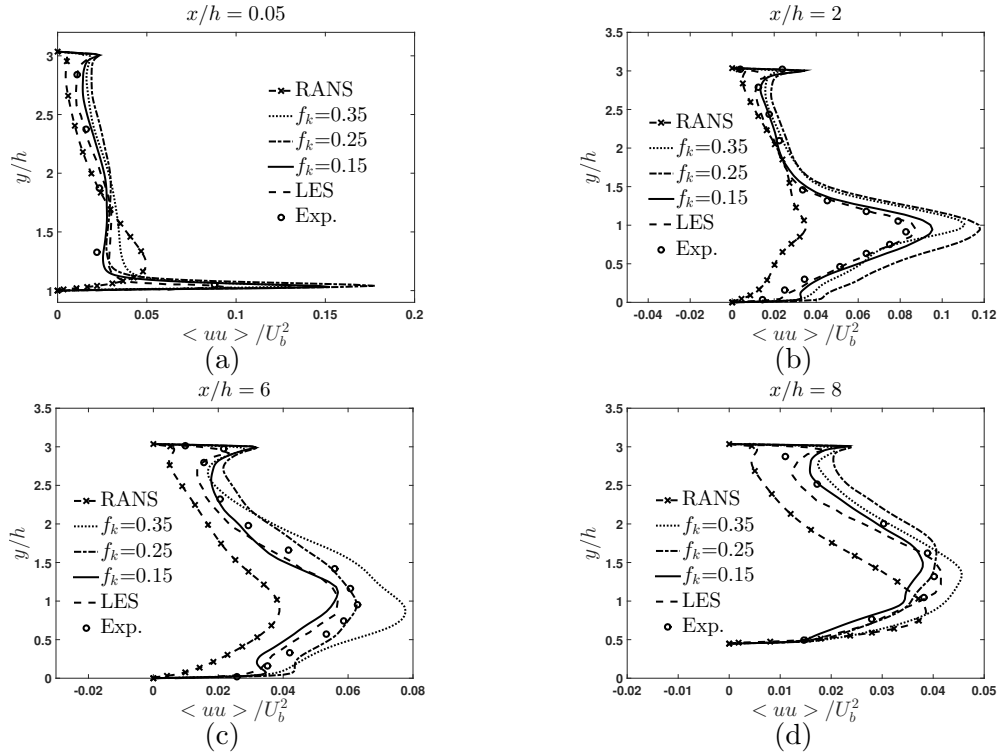 x/h = 0.05
3
2
1.5
1
y/h
RANS
f_k=0.35
f_k=0.25
f_k=0.15
LES
Exp.
0
0.05
0.1
0.15
0.2
< uu > /U_b^2
(a)
x/h = 2
3.5
3
2.5
2
1.5
1
0.5
0
y/h
RANS
f_k=0.35
f_k=0.25
f_k=0.15
LES
Exp.
-0.04
-0.02
0
0.02
0.04
0.06
0.08
0.1
0.12
< uu > /U_b^2
(b)
x/h = 6
3.5
3
2.5
2
1.5
1
0.5
0
y/h
RANS
f_k=0.35
f_k=0.25
f_k=0.15
LES
Exp.
-0.02
0
0.02
0.04
0.06
0.08
< uu > /U_b^2
(c)
x/h = 8
3.5
3
2.5
2
1.5
1
0.5
0
y/h
RANS
f_k=0.35
f_k=0.25
f_k=0.15
LES
Exp.
-0.02
-0.01
0
0.01
0.02
0.03
0.04
0.05
< uu > /U_b^2
(d)